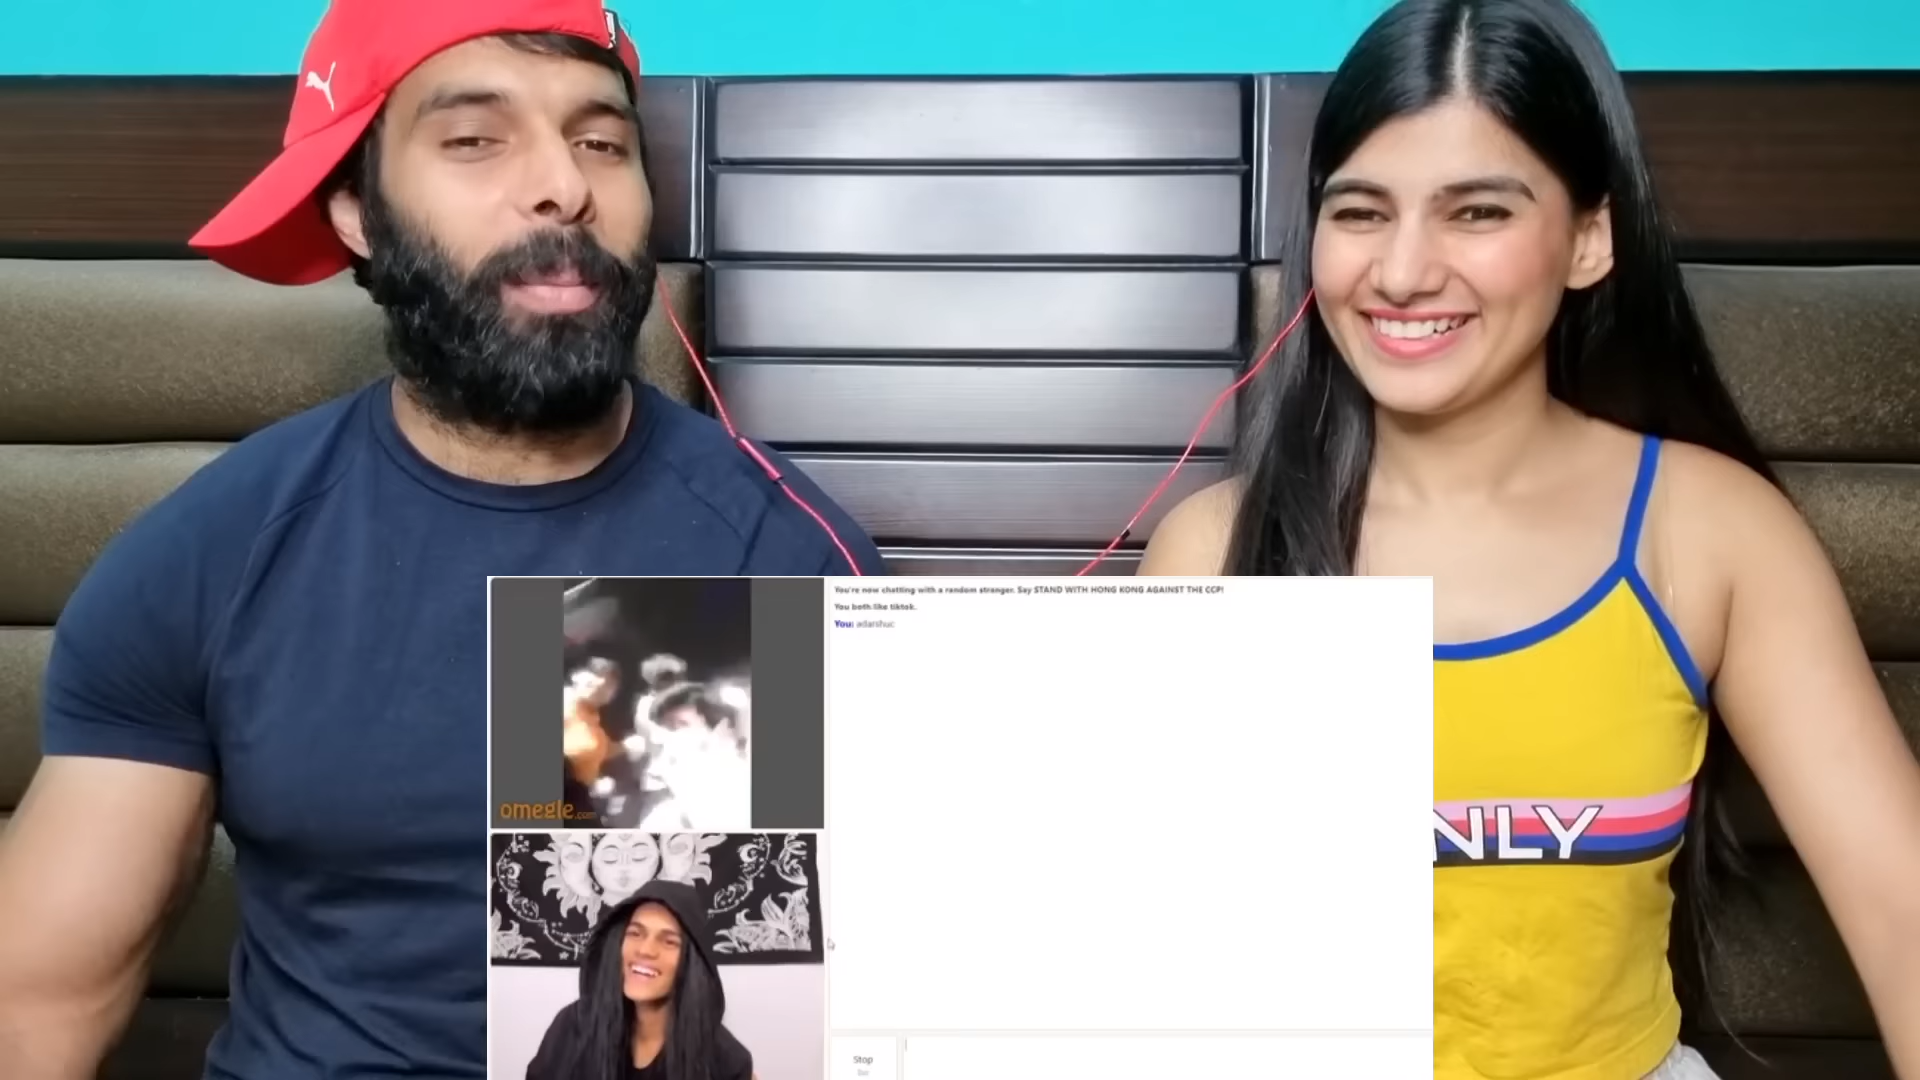 You're now chatting with a random stranger. Say STAND WITH HONG KONG AGAINST THE CCP!
You both like tiktok.
You: adarshuc
omegle.com
NLY
Stop